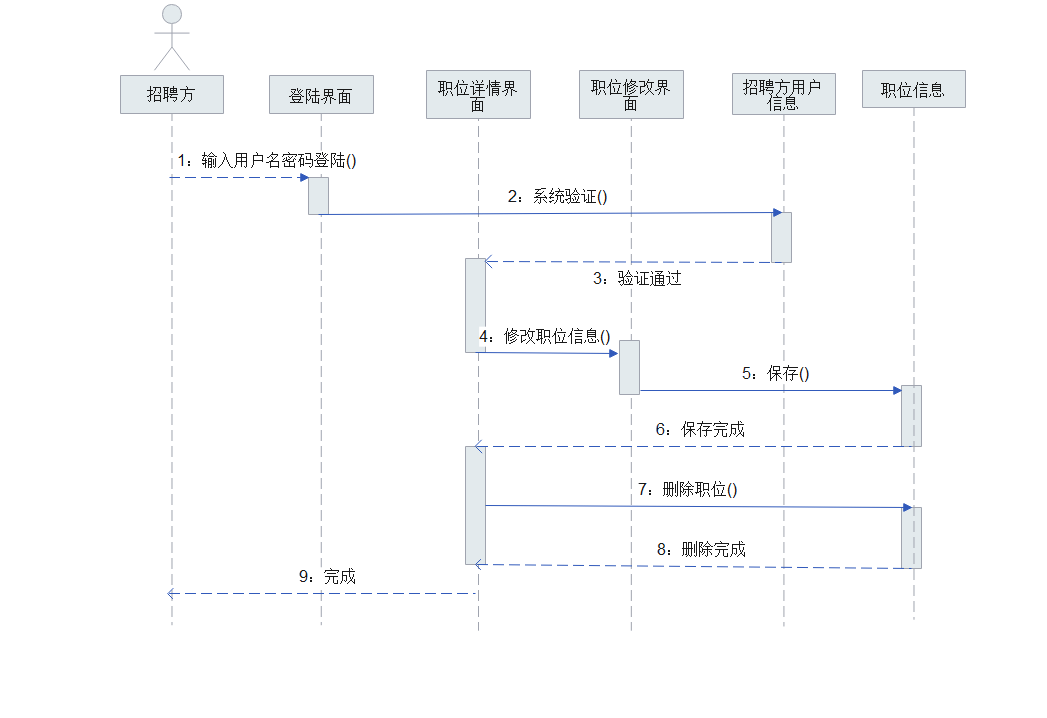 招聘方
登陆界面
职位详情界
面
职位修改界
面
招聘方用户
信息
职位信息
1：输入用户名密码登陆()
2：系统验证()
3：验证通过
4：修改职位信息()
5：保存()
6：保存完成
7：删除职位()
8：删除完成
9：完成